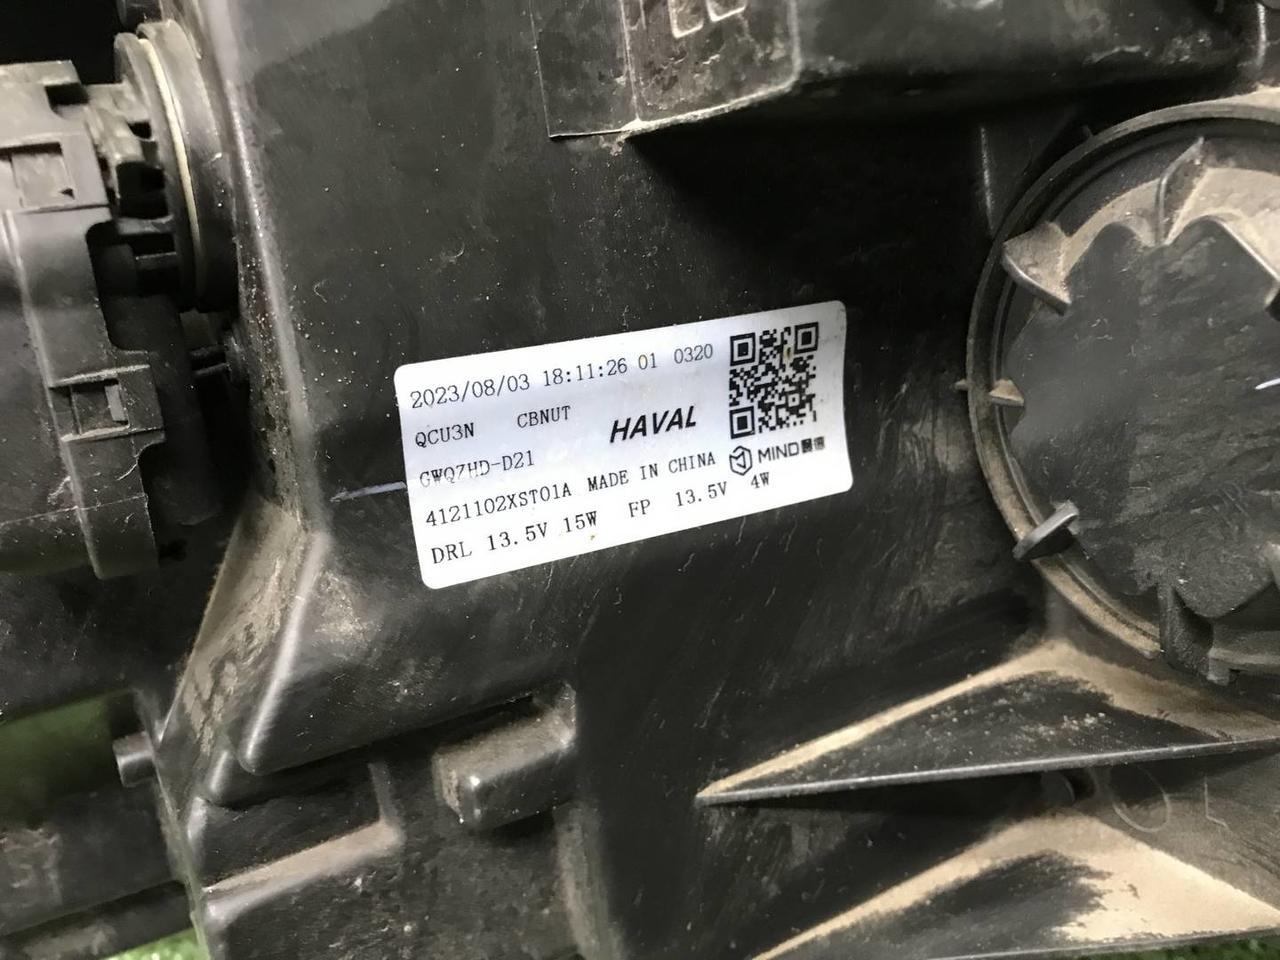 2023/08/03 18:11:26 01 0320
QCU3N CBNUT
HAVAL
GWQZHD-D21
MIND
4121102XST01A MADE IN CHINA
DRL 13.5V 15W FP 13.5V 4W